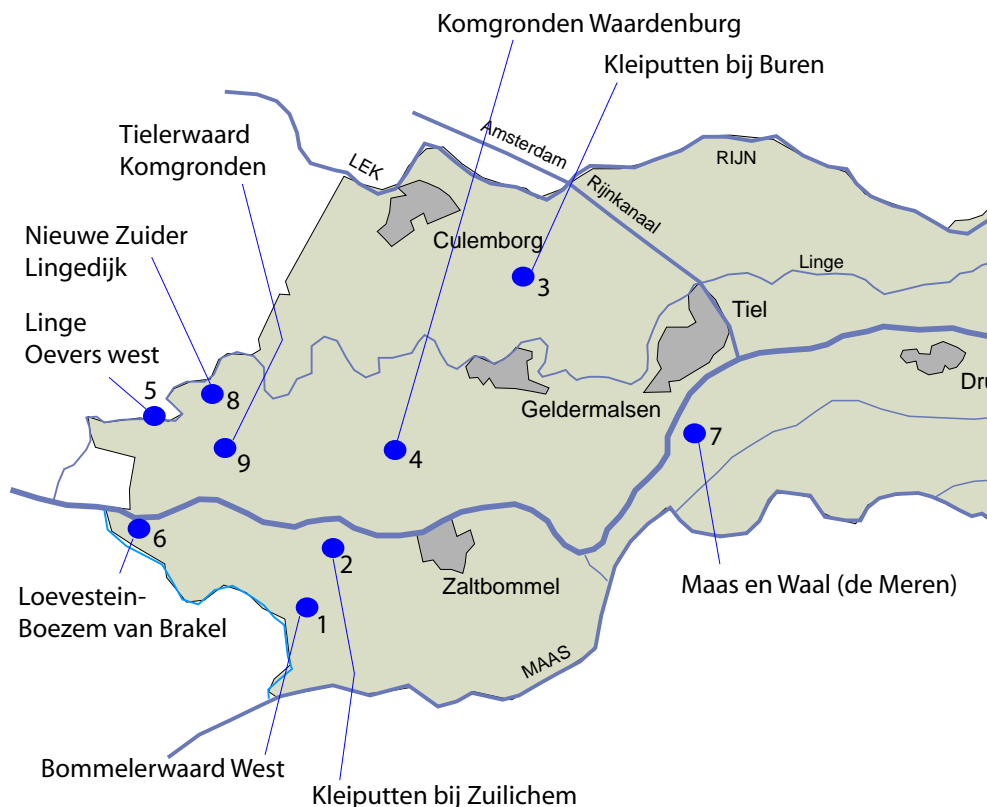 Komgronden Waardenburg
Kleiputten bij Buren
Tielerwaard
Komgronden
Amsterdam
Rijnkanaal
LEK
RIJN
Nieuwe Zuider
Lingedijk
Culemborg
Linge
3
Tiel
Linge
Oevers west
5
8
Geldermalsen
Dru
9
4
7
6
2
Zaltbommel
Maas en Waal (de Meren)
Loevestein-
Boezem van Brakel
1
MAAS
Bommelerwaard West
Kleiputten bij Zuilichem